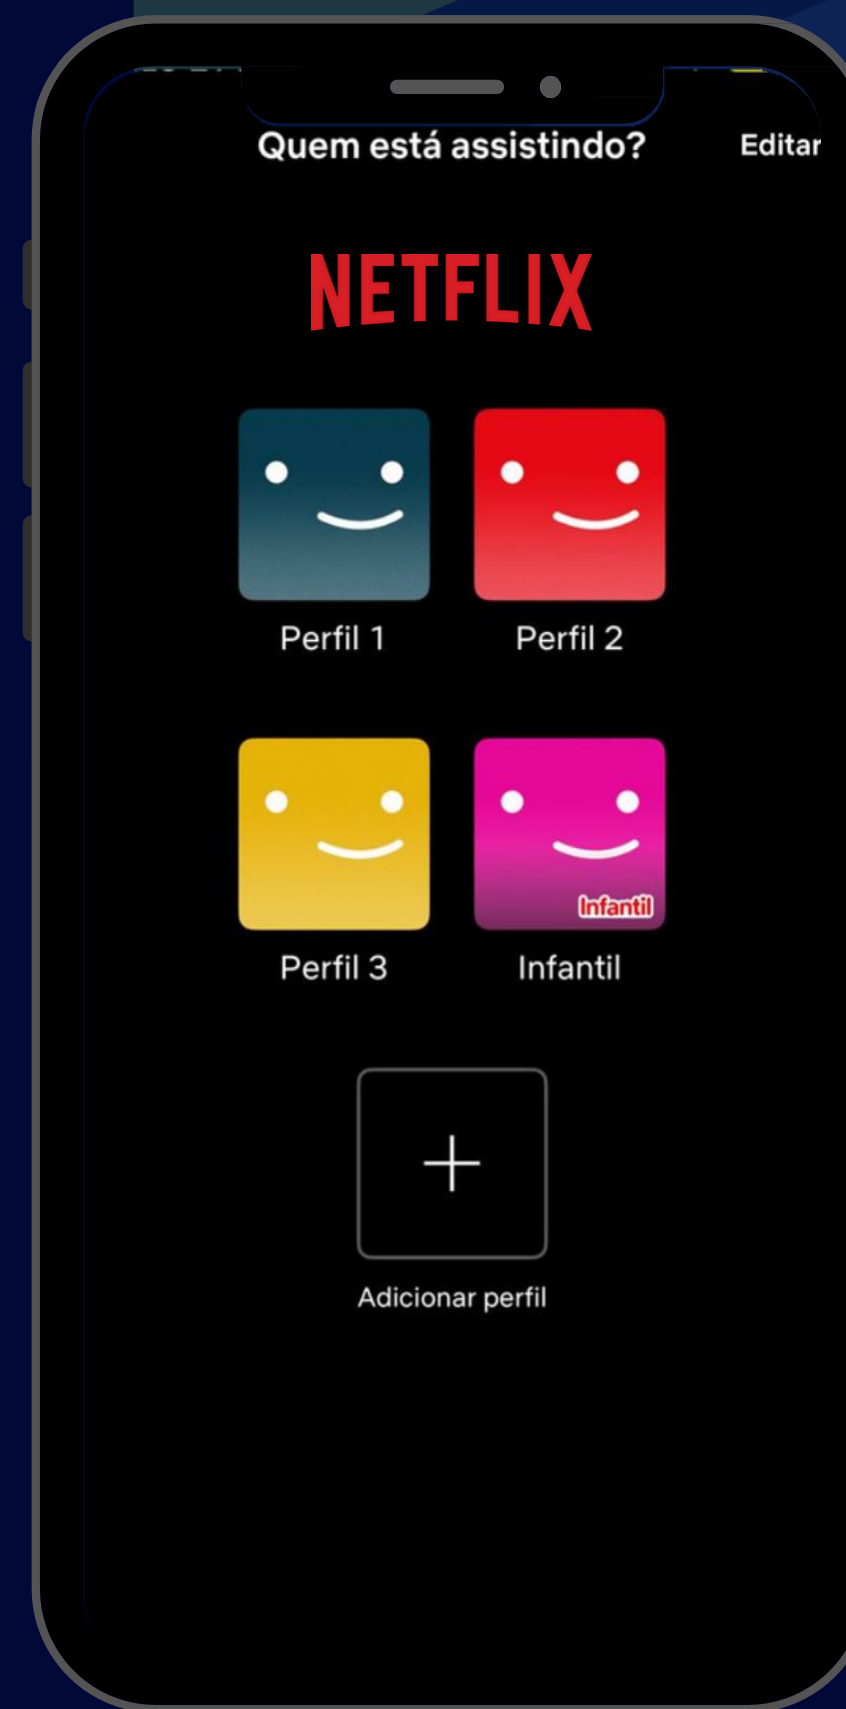 Quem está assistindo?
Editar
NETFLIX
Perfil 1
Perfil 2
Infantil
Perfil 3
Infantil
Adicionar perfil